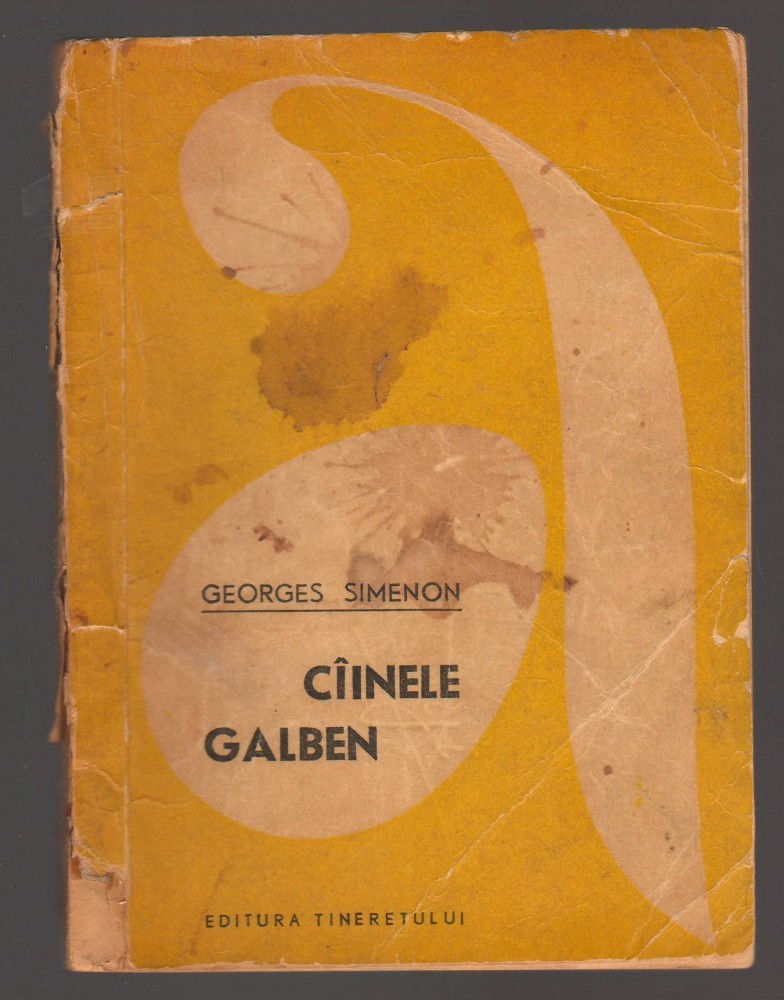 GEORGES SIMENON
CÎINELE
GALBEN
EDITURA TINERETULUI